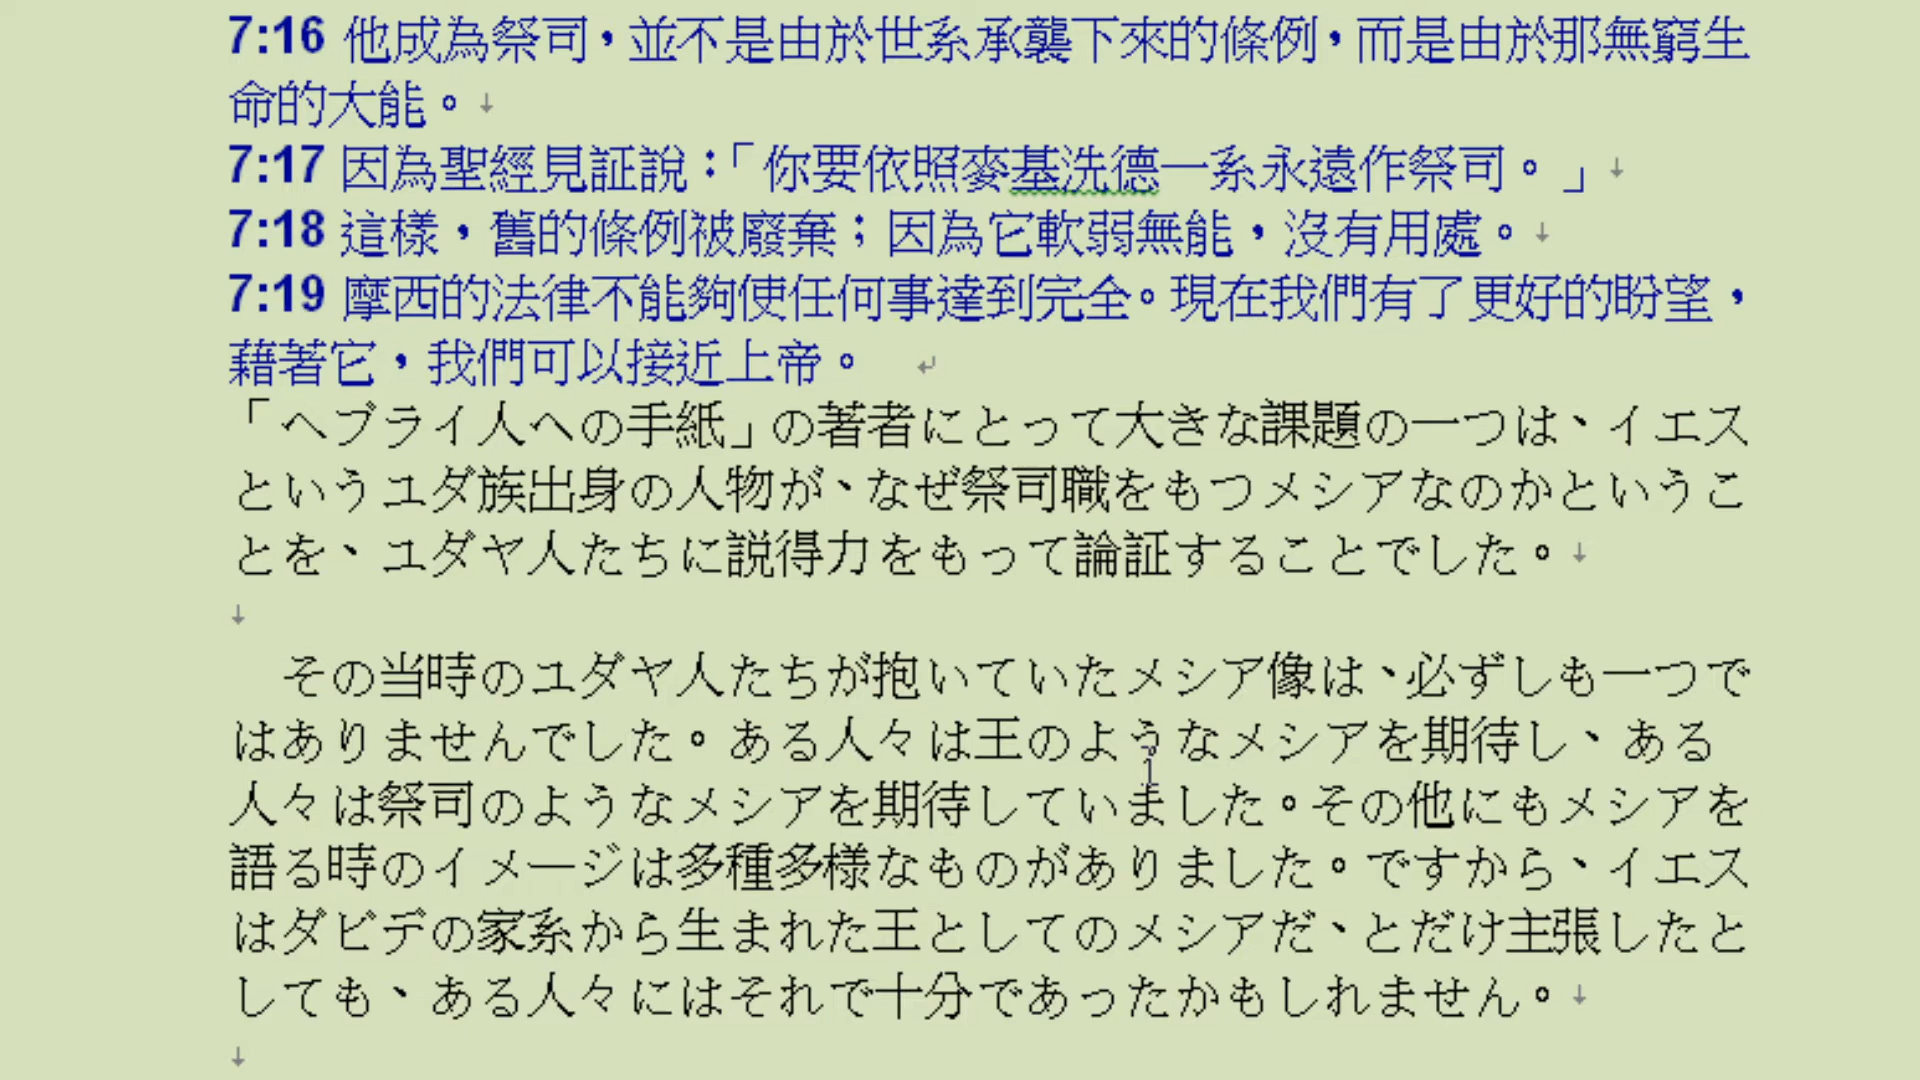 7:16 他成為祭司，並不是由於世系承襲下來的條例，而是由於那無窮生
命的大能。↓
7:17 因為聖經見証說：「你要依照麥基洗德一系永遠作祭司。」↓
7:18 這樣，舊的條例被廢棄；因為它軟弱無能，沒有用處。↓
7:19 摩西的法律不能夠使任何事達到完全。現在我們有了更好的盼望，
藉著它，我們可以接近上帝。 ↵
「ヘブライ人への手紙」の著者にとって大きな課題の一つは、イエス
というユダ族出身の人物が、なぜ祭司職をもつメシアなのかというこ
とを、ユダヤ人たちに説得力をもって論証することでした。↓
↓
　その当時のユダヤ人たちが抱いていたメシア像は、必ずしも一つで
はありませんでした。ある人々は王のようなメシアを期待し、ある
人々は祭司のようなメシアを期待していました。その他にもメシアを
語る時のイメージは多種多様なものがありました。ですから、イエス
はダビデの家系から生まれた王としてのメシアだ、とだけ主張したと
しても、ある人々にはそれで十分であったかもしれません。↓
↓